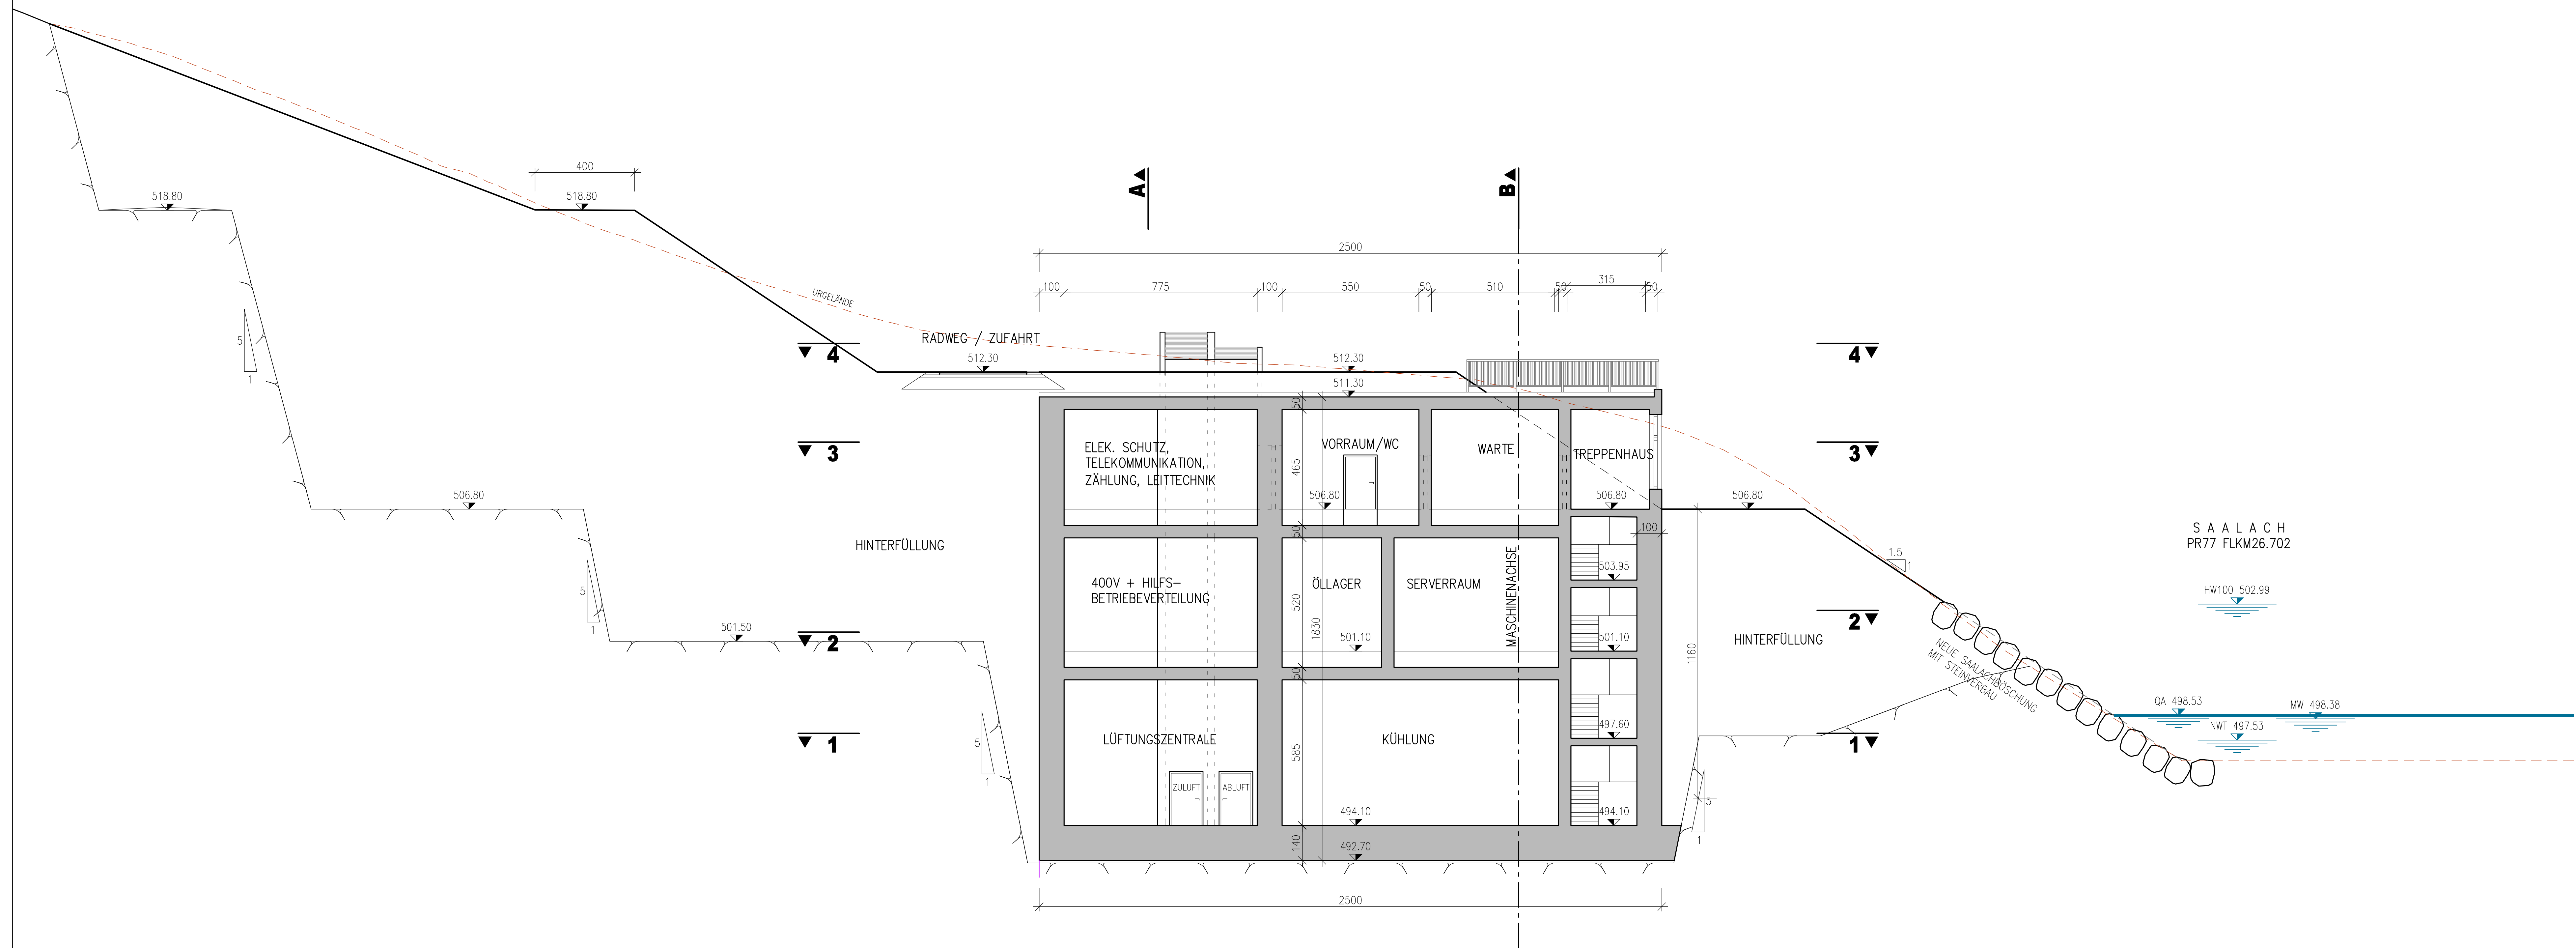 518.80
400
518.80
5
1
506.80
5
1
501.50
5
1
URGELÄNDE
HINTERFÜLLUNG
RADWEG / ZUFAHRT
512.30
4
3
2
1
A
B
2500
100
775
100
550
50
510
50
315
50
512.30
511.30
ELEK. SCHUTZ,
TELEKOMMUNIKATION,
ZÄHLUNG, LEITTECHNIK
50
465
VORRAUM/WC
506.80
WARTE
TREPPENHAUS
506.80
506.80
100
50
400V + HILFS-
BETRIEBEVERTEILUNG
520
1830
ÖLLAGER
501.10
SERVERRAUM
MASCHINENACHSE
503.95
501.10
50
LÜFTUNGSZENTRALE
ZULUFT
ABLUFT
585
KÜHLUNG
494.10
497.60
494.10
140
492.70
2500
1160
5
1
HINTERFÜLLUNG
4
3
2
1
1.5
1
NEUE SAALACHBÖSCHUNG
MIT STEINVERBAU
S A A L A C H
PR77 FLKM26.702
HW100 502.99
QA 498.53
MW 498.38
NWT 497.53